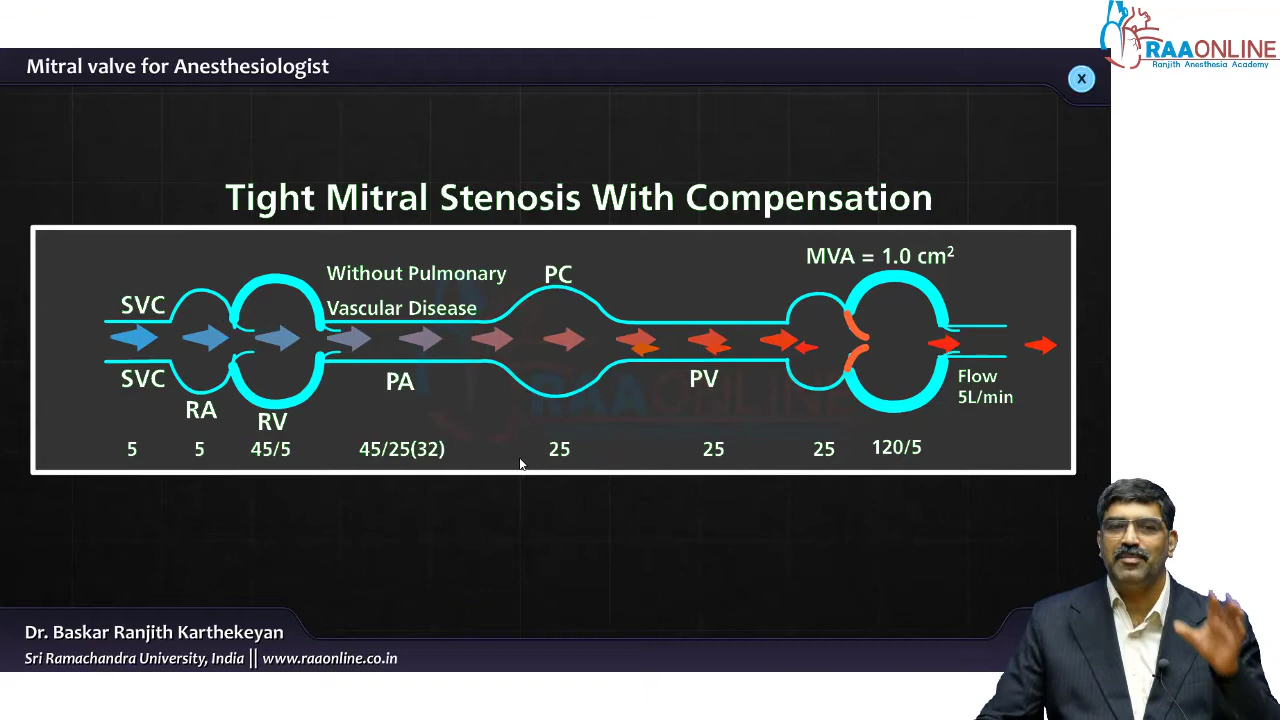 RAAONLINE
Ranjith Anesthesia Academy
Mitral valve for Anesthesiologist
X
Tight Mitral Stenosis With Compensation
MVA = 1.0 cm²
Without Pulmonary
Vascular Disease
PC
SVC
SVC
RA
RV
PA
PV
Flow
5L/min
5 5 45/5 45/25(32) 25 25 25 120/5
RAAONLINE
Dr. Baskar Ranjith Karthekeyan
Sri Ramachandra University, India || www.raaonline.co.in